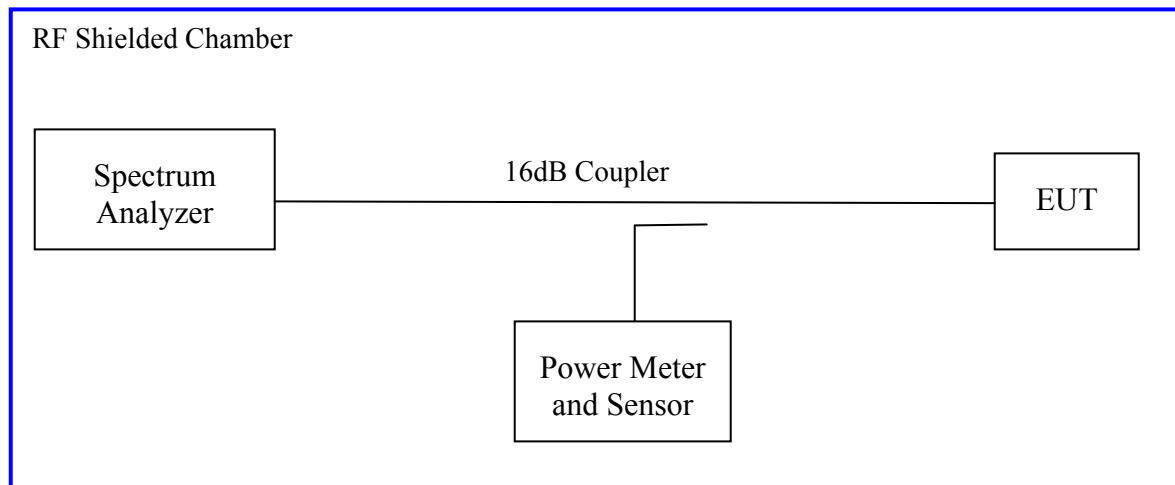 RF Shielded Chamber
16dB Coupler
Spectrum
Analyzer
EUT
Power Meter
and Sensor